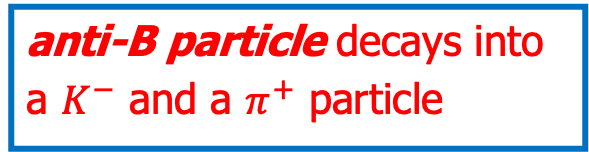 anti-B particle decays into
a K⁻ and a π⁺ particle